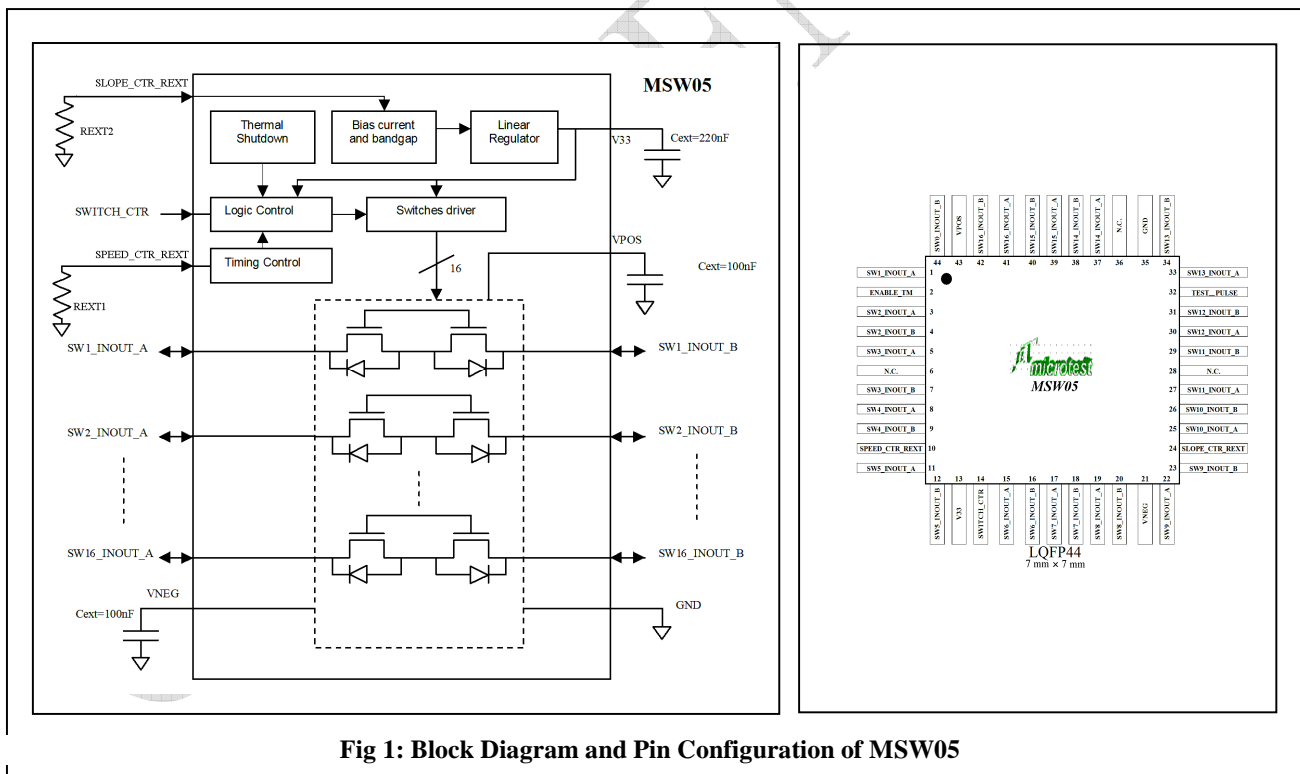 MSW05
SLOPE_CTR_REXT
REXT2
Thermal
Shutdown
Bias current
and bandgap
Linear
Regulator
V33
Cext=220nF
SWITCH_CTR
Logic Control
Switches driver
SPEED_CTR_REXT
Timing Control
REXT1
16
VPOS
Cext=100nF
SW1_INOUT_A
SW1_INOUT_B
SW2_INOUT_A
SW2_INOUT_B
SW16_INOUT_A
SW16_INOUT_B
VNEG
Cext=100nF
GND
SW0_INOUT_B
VPOS
SW16_INOUT_B
SW16_INOUT_A
SW15_INOUT_B
SW15_INOUT_A
SW14_INOUT_B
SW14_INOUT_A
N.C.
GND
SW13_INOUT_B
44 43 42 41 40 39 38 37 36 35 34
SW1_INOUT_A 1
ENABLE_TM 2
SW2_INOUT_A 3
SW2_INOUT_B 4
SW3_INOUT_A 5
N.C. 6
SW3_INOUT_B 7
SW4_INOUT_A 8
SW4_INOUT_B 9
SPEED_CTR_REXT 10
SW5_INOUT_A 11
33 SW13_INOUT_A
32 TEST_PULSE
31 SW12_INOUT_B
30 SW12_INOUT_A
29 SW11_INOUT_B
28 N.C.
27 SW11_INOUT_A
26 SW10_INOUT_B
25 SW10_INOUT_A
24 SLOPE_CTR_REXT
23 SW9_INOUT_B
microtest
MSW05
12 13 14 15 16 17 18 19 20 21 22
SW5_INOUT_B
V33
SWITCH_CTR
SW6_INOUT_A
SW6_INOUT_B
SW7_INOUT_A
SW7_INOUT_B
SW8_INOUT_A
SW8_INOUT_B
VNEG
SW9_INOUT_A
LQFP44
7 mm × 7 mm
Fig 1: Block Diagram and Pin Configuration of MSW05